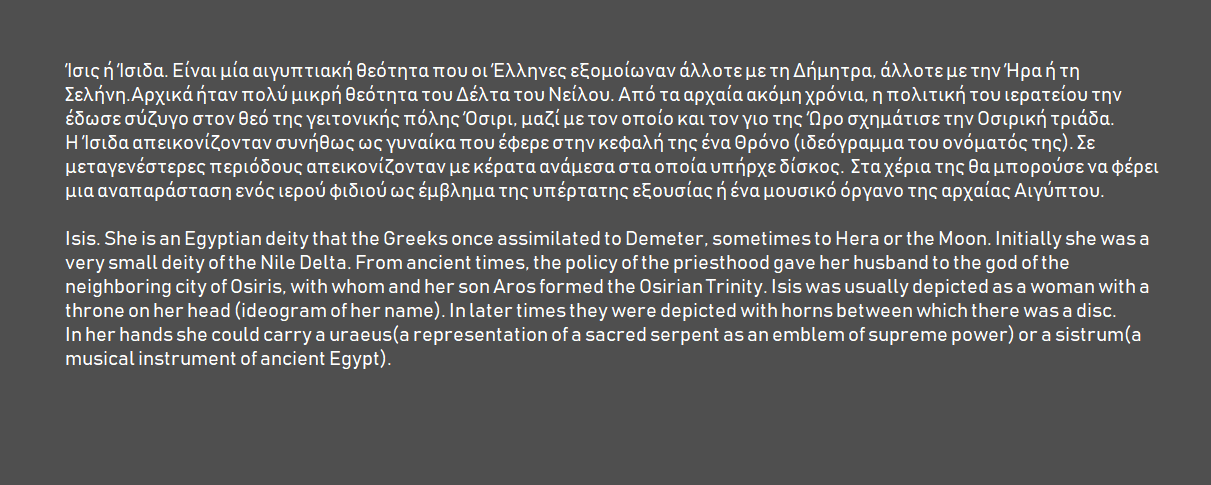 Ίσις ή Ίσιδα. Είναι μία αιγυπτιακή θεότητα που οι Έλληνες εξομοίωναν άλλοτε με τη Δήμητρα, άλλοτε με την Ήρα ή τη
Σελήνη.Αρχικά ήταν πολύ μικρή θεότητα του Δέλτα του Νείλου. Από τα αρχαία ακόμη χρόνια, η πολιτική του ιερατείου την
έδωσε σύζυγο στον θεό της γειτονικής πόλης Όσιρι, μαζί με τον οποίο και τον γιο της Ώρο σχημάτισε την Οσιρική τριάδα.
Η Ίσιδα απεικονίζονταν συνήθως ως γυναίκα που έφερε στην κεφαλή της ένα θρόνο (ιδεόγραμμα του ονόματός της). Σε
μεταγενέστερες περιόδους απεικονίζονταν με κέρατα ανάμεσα στα οποία υπήρχε δίσκος. Στα χέρια της θα μπορούσε να φέρει
μια αναπαράσταση ενός ιερού φιδιού ως έμβλημα της υπέρτατης εξουσίας ή ένα μουσικό όργανο της αρχαίας Αιγύπτου.
Isis. She is an Egyptian deity that the Greeks once assimilated to Demeter, sometimes to Hera or the Moon. Initially she was a
very small deity of the Nile Delta. From ancient times, the policy of the priesthood gave her husband to the god of the
neighboring city of Osiris, with whom and her son Aros formed the Osirian Trinity. Isis was usually depicted as a woman with a
throne on her head (ideogram of her name). In later times they were depicted with horns between which there was a disc.
In her hands she could carry a uraeus(a representation of a sacred serpent as an emblem of supreme power) or a sistrum(a
musical instrument of ancient Egypt).